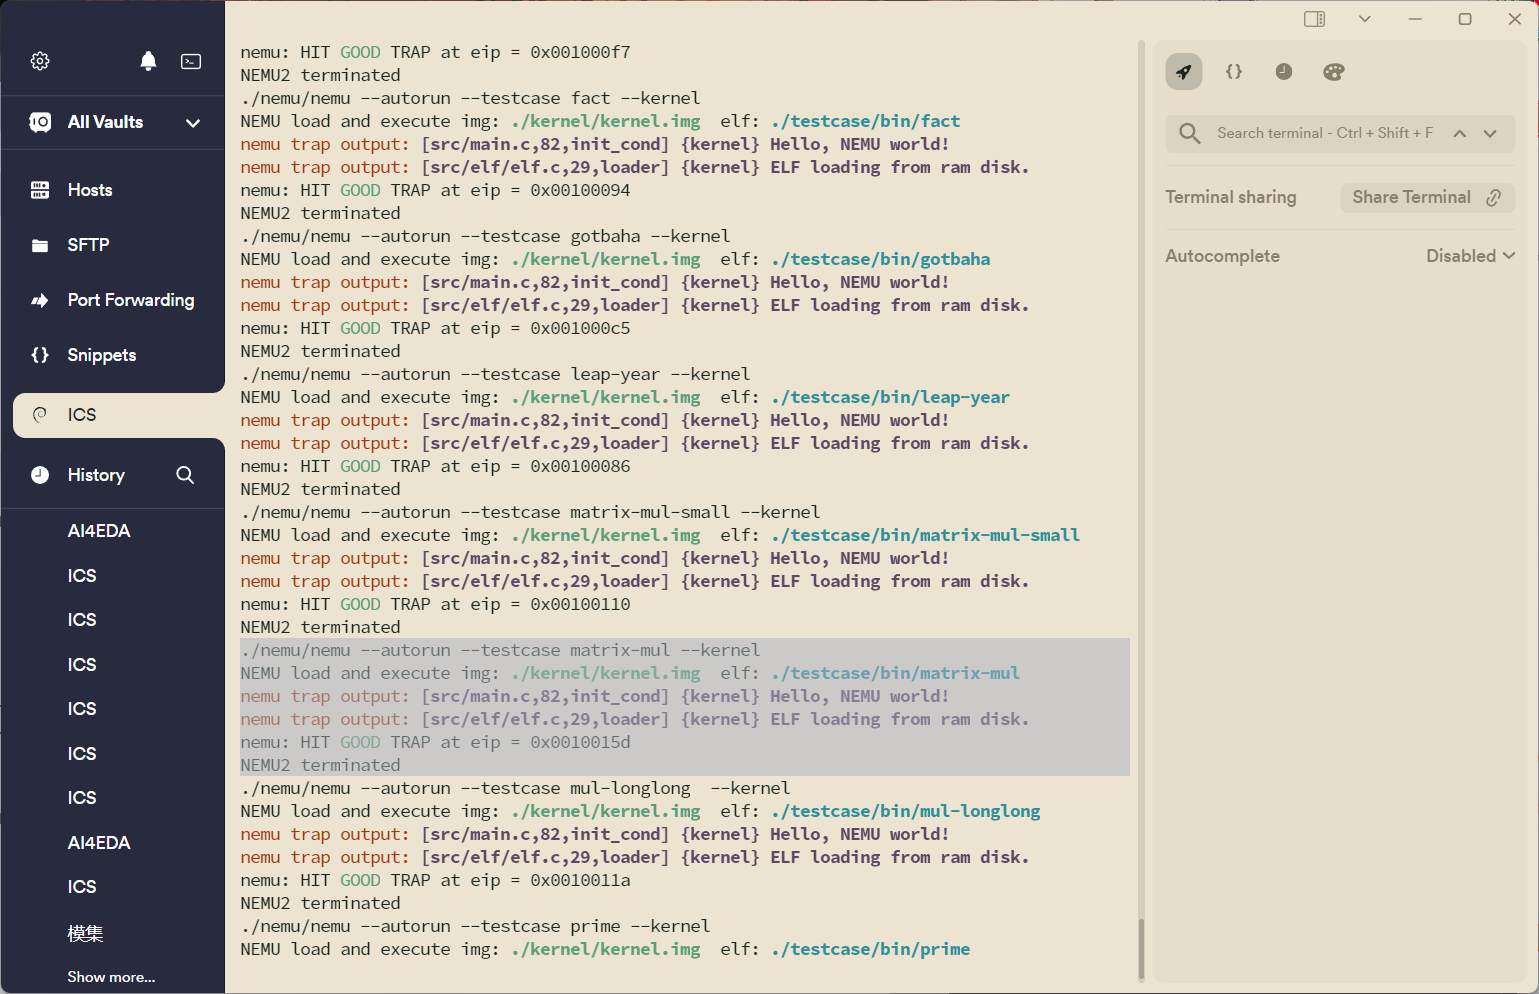 All Vaults
Hosts
SFTP
Port Forwarding
Snippets
ICS
History
AI4EDA
ICS
ICS
ICS
ICS
ICS
ICS
AI4EDA
ICS
模集
Show more...
nemu: HIT GOOD TRAP at eip = 0x001000f7
NEMU2 terminated
./nemu/nemu --autorun --testcase fact --kernel
NEMU load and execute img: ./kernel/kernel.img  elf: ./testcase/bin/fact
nemu trap output: [src/main.c,82,init_cond] {kernel} Hello, NEMU world!
nemu trap output: [src/elf/elf.c,29,loader] {kernel} ELF loading from ram disk.
nemu: HIT GOOD TRAP at eip = 0x00100094
NEMU2 terminated
./nemu/nemu --autorun --testcase gotbaha --kernel
NEMU load and execute img: ./kernel/kernel.img  elf: ./testcase/bin/gotbaha
nemu trap output: [src/main.c,82,init_cond] {kernel} Hello, NEMU world!
nemu trap output: [src/elf/elf.c,29,loader] {kernel} ELF loading from ram disk.
nemu: HIT GOOD TRAP at eip = 0x001000c5
NEMU2 terminated
./nemu/nemu --autorun --testcase leap-year --kernel
NEMU load and execute img: ./kernel/kernel.img  elf: ./testcase/bin/leap-year
nemu trap output: [src/main.c,82,init_cond] {kernel} Hello, NEMU world!
nemu trap output: [src/elf/elf.c,29,loader] {kernel} ELF loading from ram disk.
nemu: HIT GOOD TRAP at eip = 0x00100086
NEMU2 terminated
./nemu/nemu --autorun --testcase matrix-mul-small --kernel
NEMU load and execute img: ./kernel/kernel.img  elf: ./testcase/bin/matrix-mul-small
nemu trap output: [src/main.c,82,init_cond] {kernel} Hello, NEMU world!
nemu trap output: [src/elf/elf.c,29,loader] {kernel} ELF loading from ram disk.
nemu: HIT GOOD TRAP at eip = 0x00100110
NEMU2 terminated
./nemu/nemu --autorun --testcase matrix-mul --kernel
NEMU load and execute img: ./kernel/kernel.img  elf: ./testcase/bin/matrix-mul
nemu trap output: [src/main.c,82,init_cond] {kernel} Hello, NEMU world!
nemu trap output: [src/elf/elf.c,29,loader] {kernel} ELF loading from ram disk.
nemu: HIT GOOD TRAP at eip = 0x0010015d
NEMU2 terminated
./nemu/nemu --autorun --testcase mul-longlong  --kernel
NEMU load and execute img: ./kernel/kernel.img  elf: ./testcase/bin/mul-longlong
nemu trap output: [src/main.c,82,init_cond] {kernel} Hello, NEMU world!
nemu trap output: [src/elf/elf.c,29,loader] {kernel} ELF loading from ram disk.
nemu: HIT GOOD TRAP at eip = 0x0010011a
NEMU2 terminated
./nemu/nemu --autorun --testcase prime --kernel
NEMU load and execute img: ./kernel/kernel.img  elf: ./testcase/bin/prime
Search terminal - Ctrl + Shift + F
Terminal sharing Share Terminal
Autocomplete Disabled